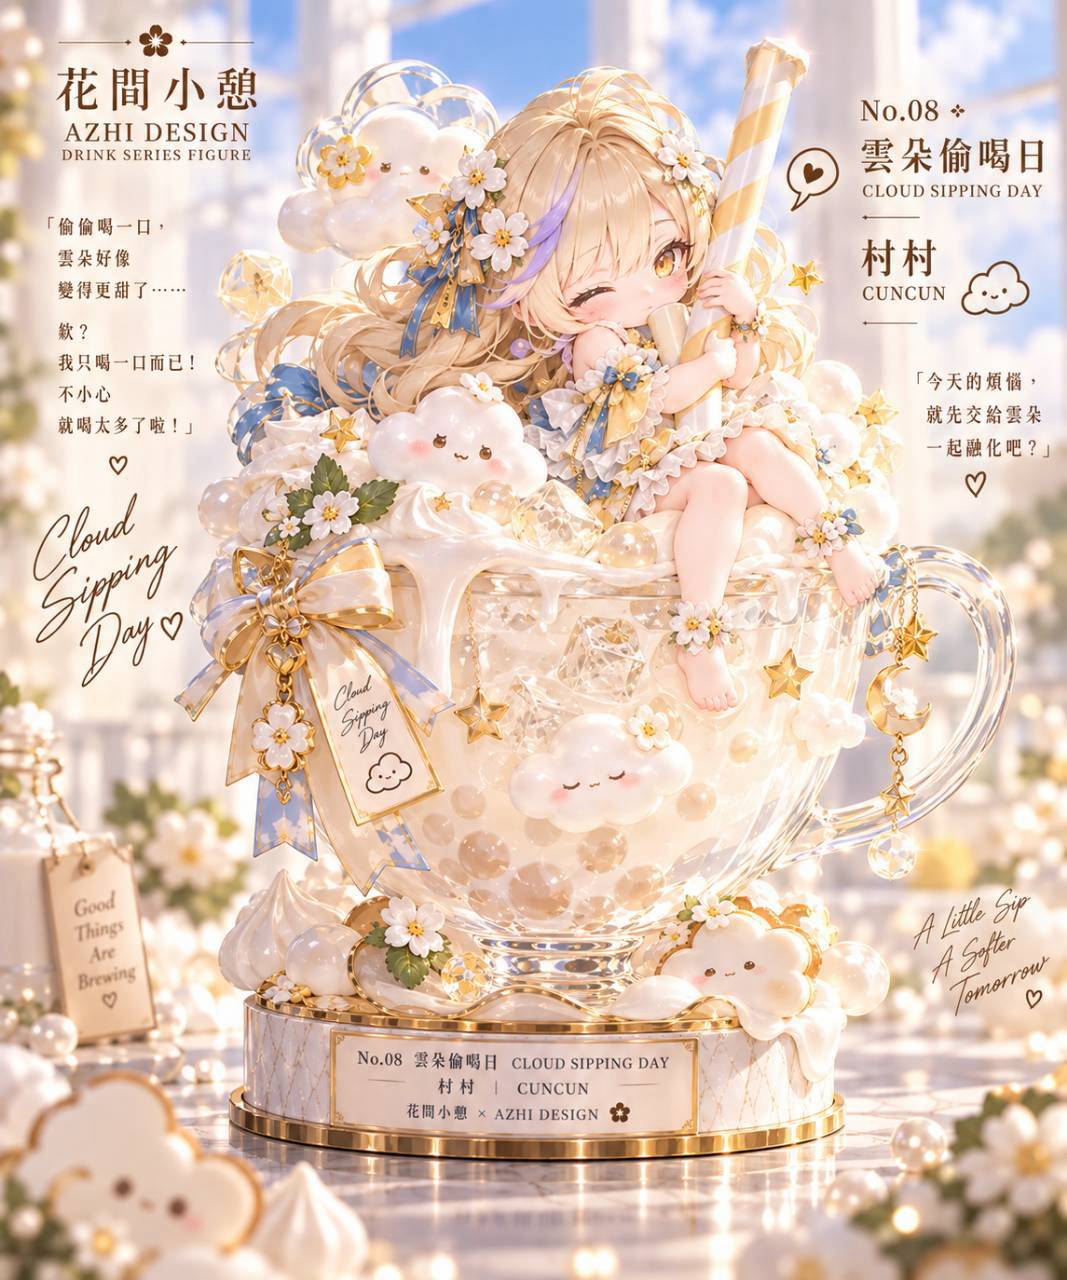 花間小憩
AZHI DESIGN
DRINK SERIES FIGURE
「偷偷喝一口，
雲朵好像
變得更甜了⋯⋯
欸？
我只喝一口而已！
不小心
就喝太多了啦！」
Cloud
Sipping
Day
No.08
雲朵偷喝日
CLOUD SIPPING DAY
村村
CUNCUN
「今天的煩惱，
就先交給雲朵
一起融化吧？」
Cloud
Sipping
Day
Good
Things
Are
Brewing
A Little Sip
A Softer
Tomorrow
No.08 雲朵偷喝日 CLOUD SIPPING DAY
村村 | CUNCUN
花間小憩 × AZHI DESIGN